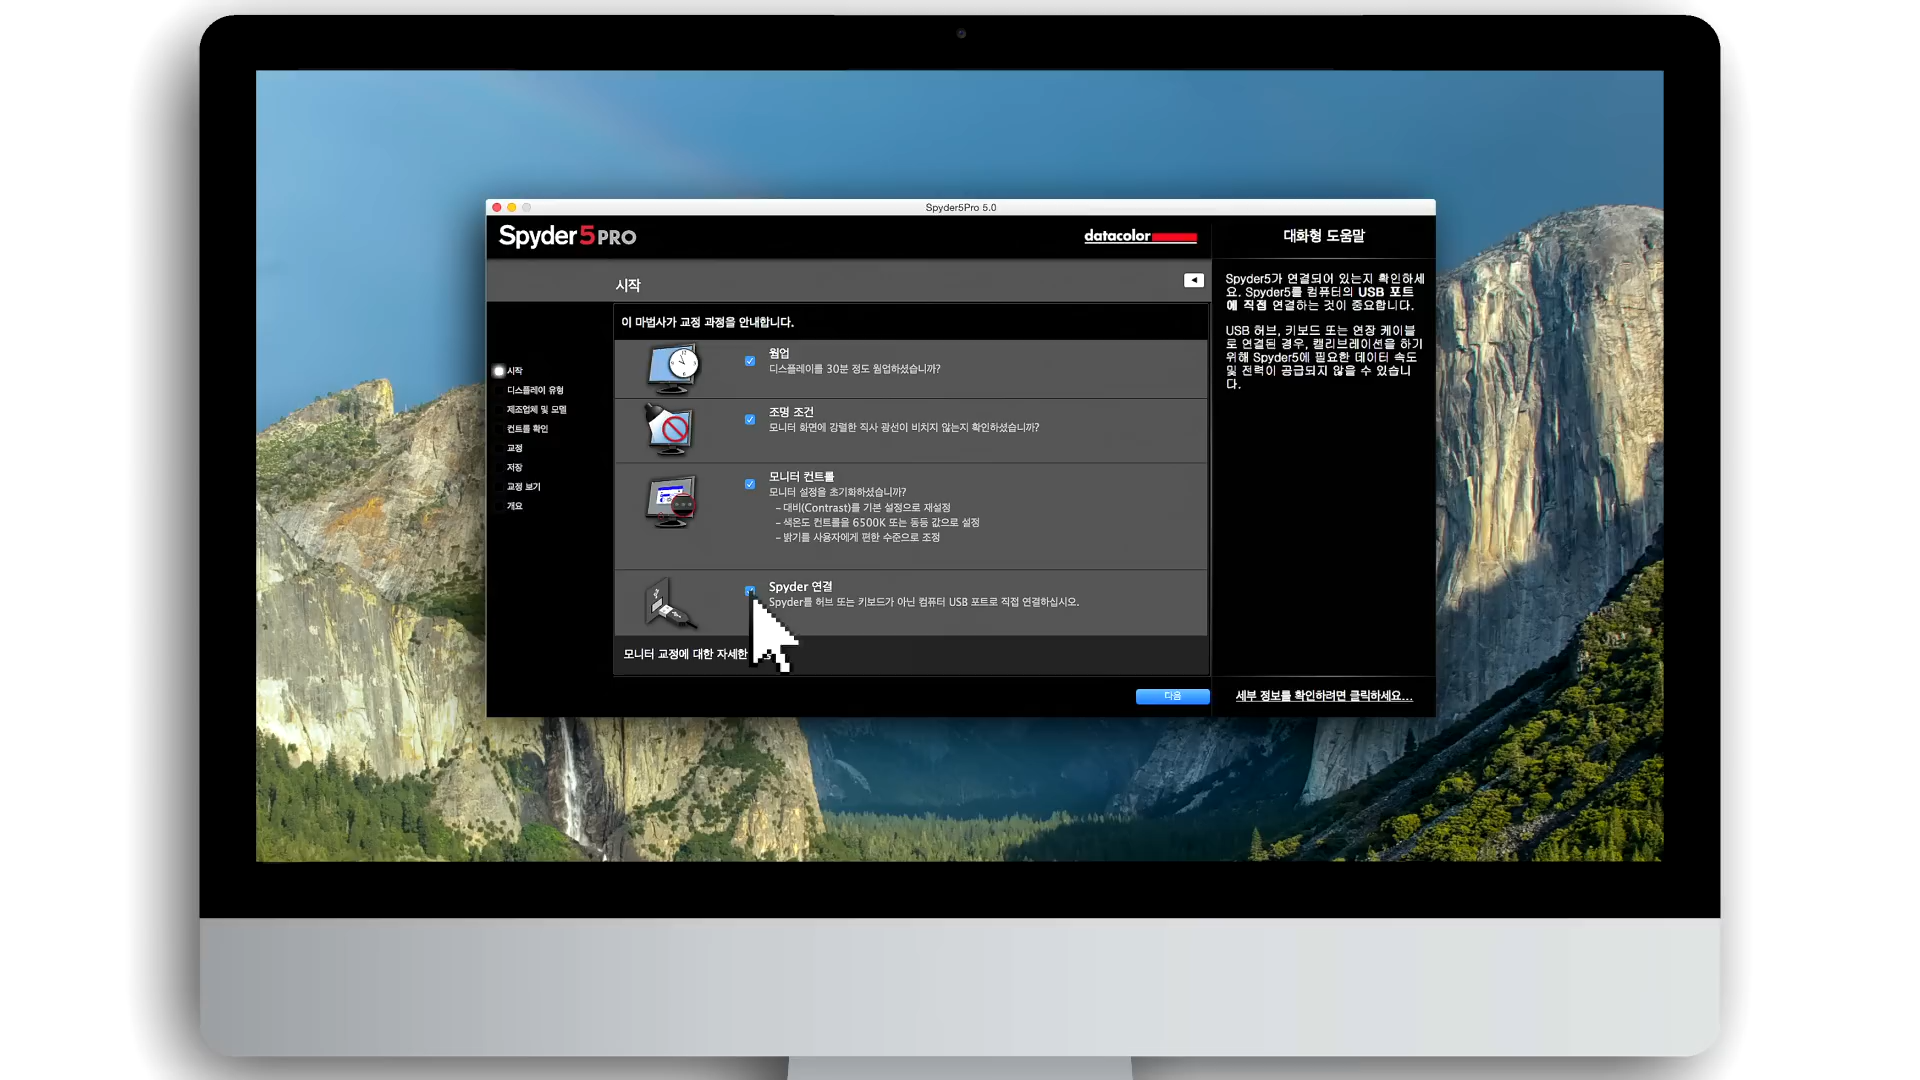 Spyder5Pro 5.0
Spyder5PRO
datacolor
대화형 도움말
시작
이 마법사가 교정 과정을 안내합니다.
시작
디스플레이 유형
제조업체 및 모델
컨트롤 확인
교정
저장
교정 보기
개요
웜업
디스플레이를 30분 정도 웜업하셨습니까?
조명 조건
모니터 화면에 강렬한 직사 광선이 비치지 않는지 확인하셨습니까?
모니터 컨트롤
모니터 설정을 초기화하셨습니까?
– 대비(Contrast)를 기분 설정으로 재설정
– 색온도 컨트롤을 6500K 또는 동등 값으로 설정
– 밝기를 사용자에게 편한 수준으로 조정
Spyder 연결
Spyder를 허브 또는 키보드가 아닌 컴퓨터 USB 포트로 직접 연결하십시오.
모니터 교정에 대한 자세한
다음
Spyder5가 연결되어 있는지 확인하세
요. Spyder5를 컴퓨터의 USB 포트
에 직접 연결하는 것이 중요합니다.
USB 허브, 키보드 또는 연장 케이블
로 연결된 경우, 캘리브레이션을 하기
위해 Spyder5에 필요한 데이터 속도
및 전력이 공급되지 않을 수 있습니
다.
세부 정보를 확인하려면 클릭하세요...